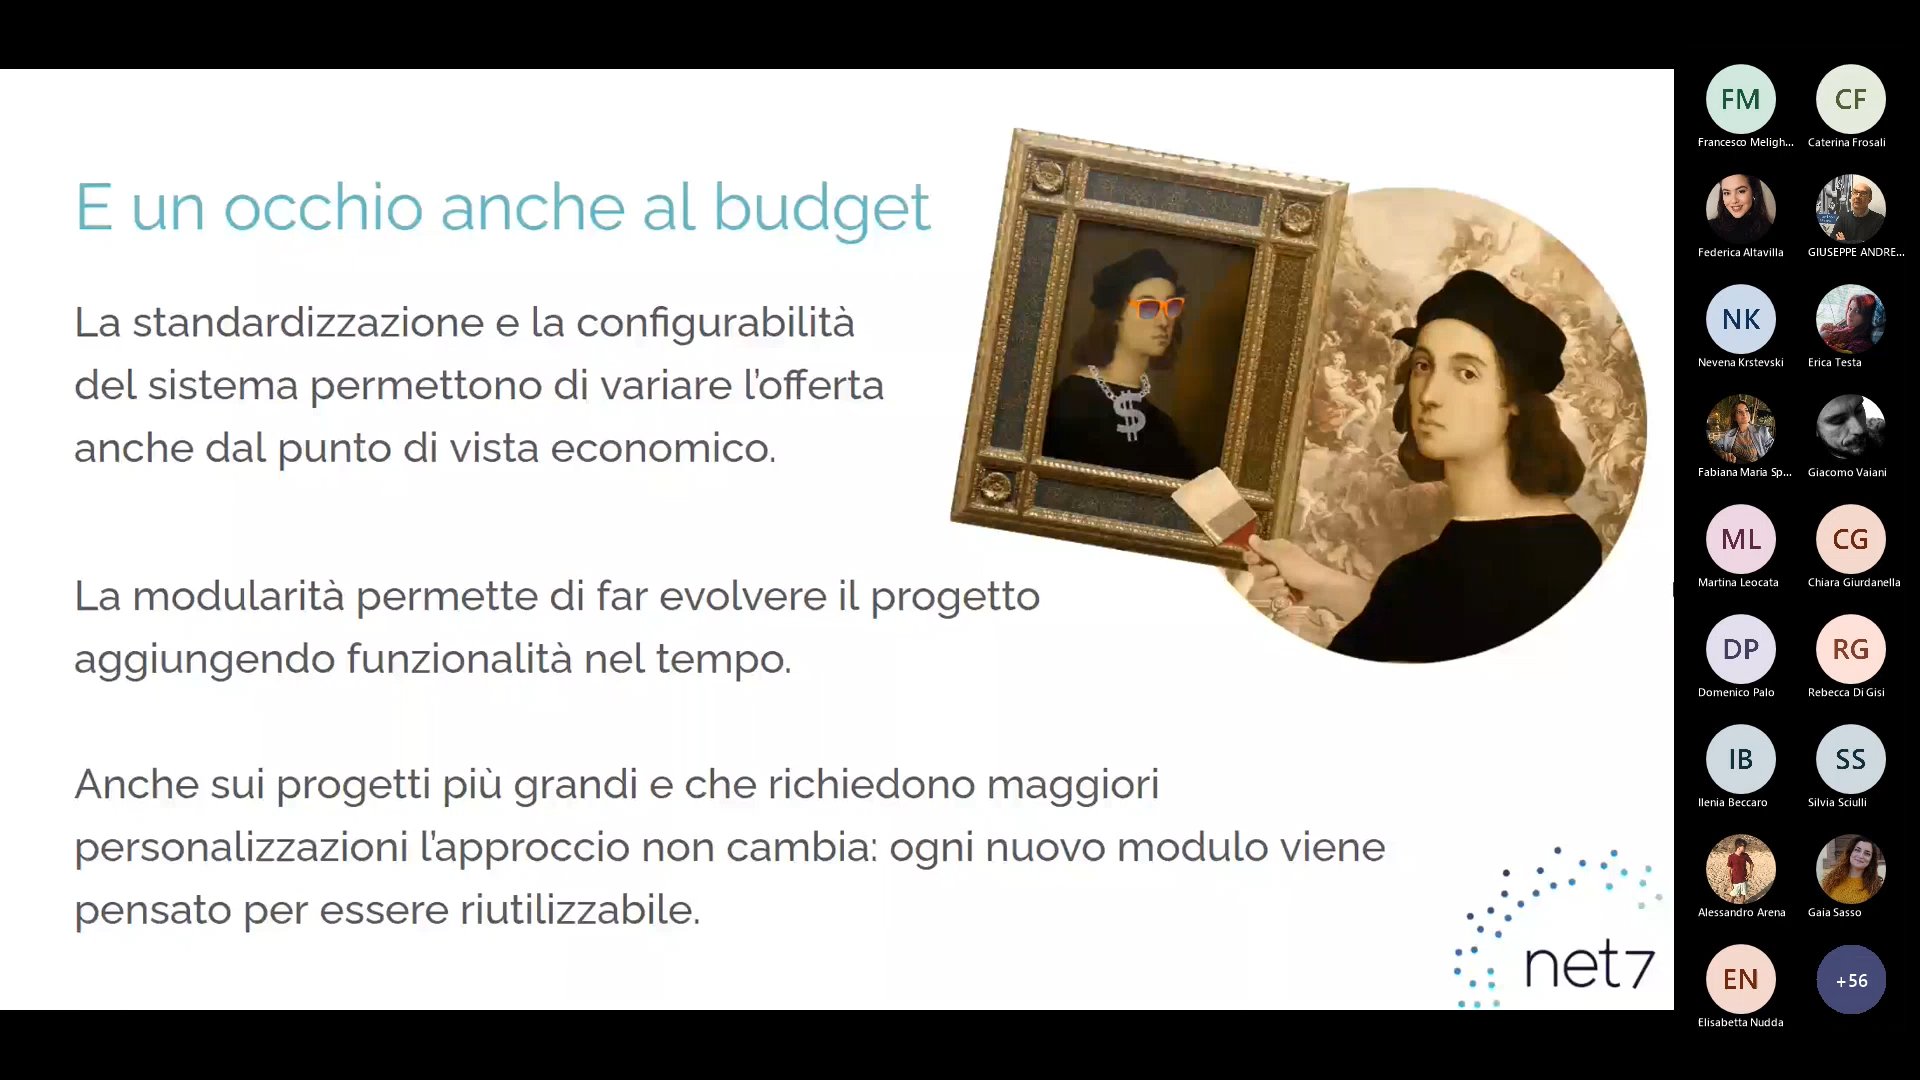 E un occhio anche al budget
La standardizzazione e la configurabilità
del sistema permettono di variare l'offerta
anche dal punto di vista economico.
La modularità permette di far evolvere il progetto
aggiungendo funzionalità nel tempo.
Anche sui progetti più grandi e che richiedono maggiori
personalizzazioni l'approccio non cambia: ogni nuovo modulo viene
pensato per essere riutilizzabile.
$
net7
FM
CF
Francesco Meligh...
Caterina Frosali
Federica Altavilla
GIUSEPPE ANDRE...
NK
Nevena Krstevski
Erica Testa
Fabiana Maria Sp...
Giacomo Vaiani
ML
CG
Martina Leocata
Chiara Giurdanella
DP
RG
Domenico Palo
Rebecca Di Gisi
IB
SS
Ilenia Beccaro
Silvia Sciulli
Alessandro Arena
Gaia Sasso
EN
+56
Elisabetta Nudda